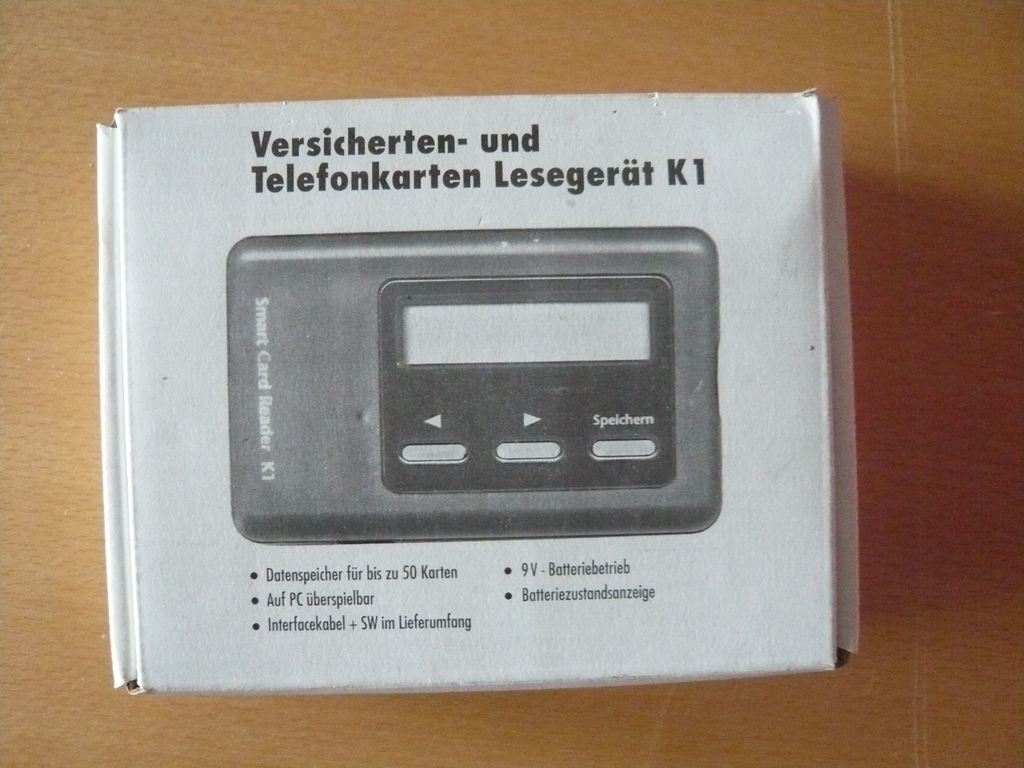 Versicherten- und
Telefonkarten Lesegerät K1
Smart Card Reader K1
◄ ► Speichern
• Datenspeicher für bis zu 50 Karten
• Auf PC überspielbar
• Interfacekabel + SW im Lieferumfang
• 9 V - Batteriebetrieb
• Batteriezustandsanzeige